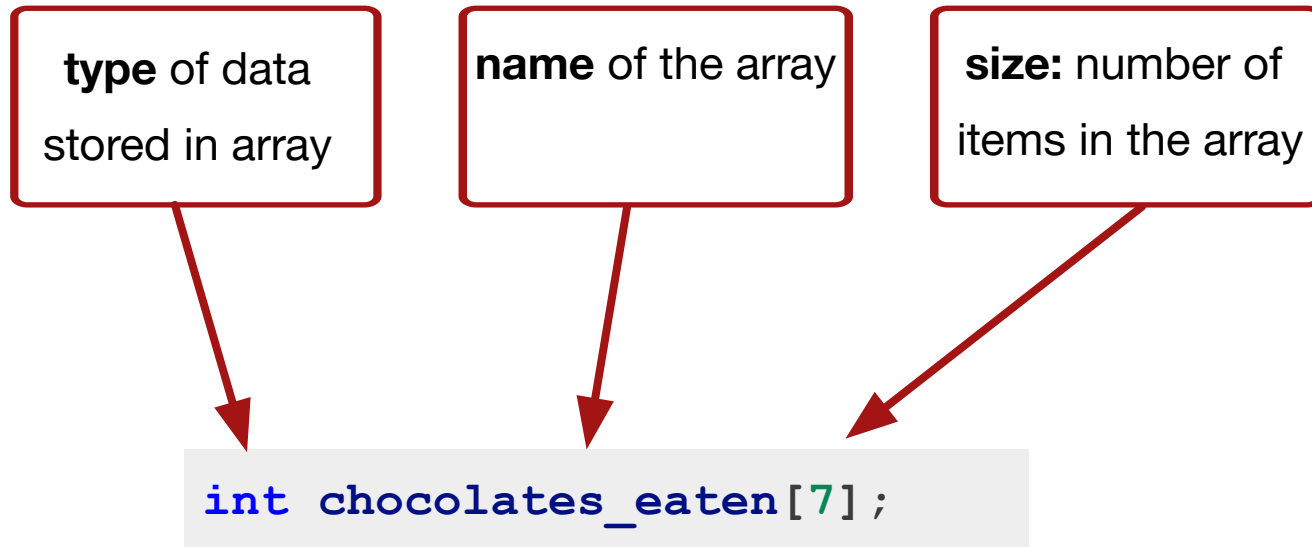 type of data
stored in array
name of the array
size: number of
items in the array
int chocolates_eaten[7];